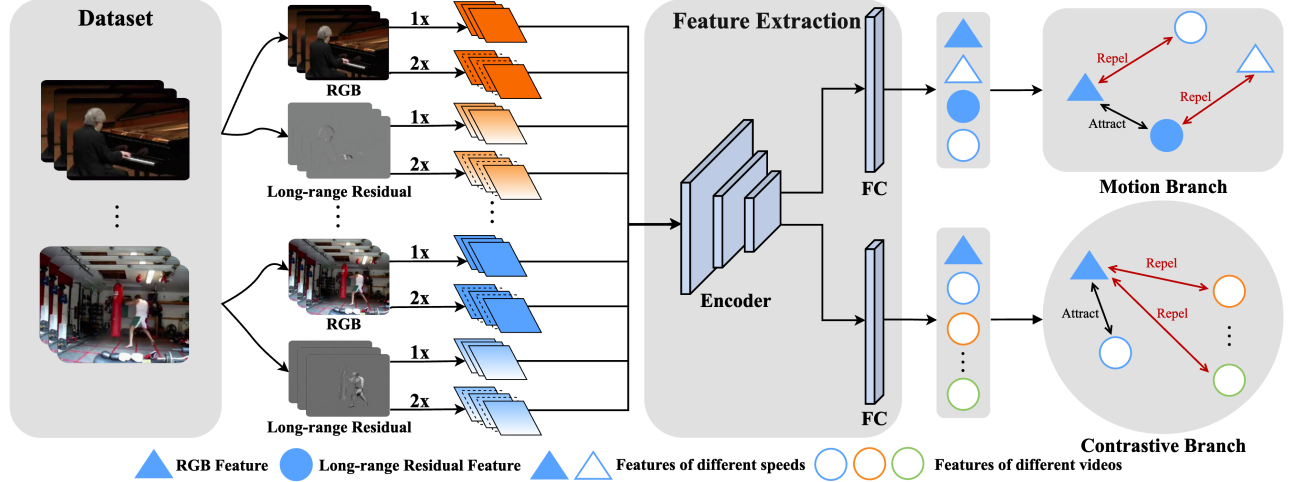 Dataset
1x
2x
RGB
1x
2x
Long-range Residual
1x
2x
RGB
1x
2x
Long-range Residual
Feature Extraction
Encoder
FC
FC
Repel
Repel
Attract
Motion Branch
Repel
Attract
Repel
Contrastive Branch
RGB Feature
Long-range Residual Feature
Features of different speeds
Features of different videos